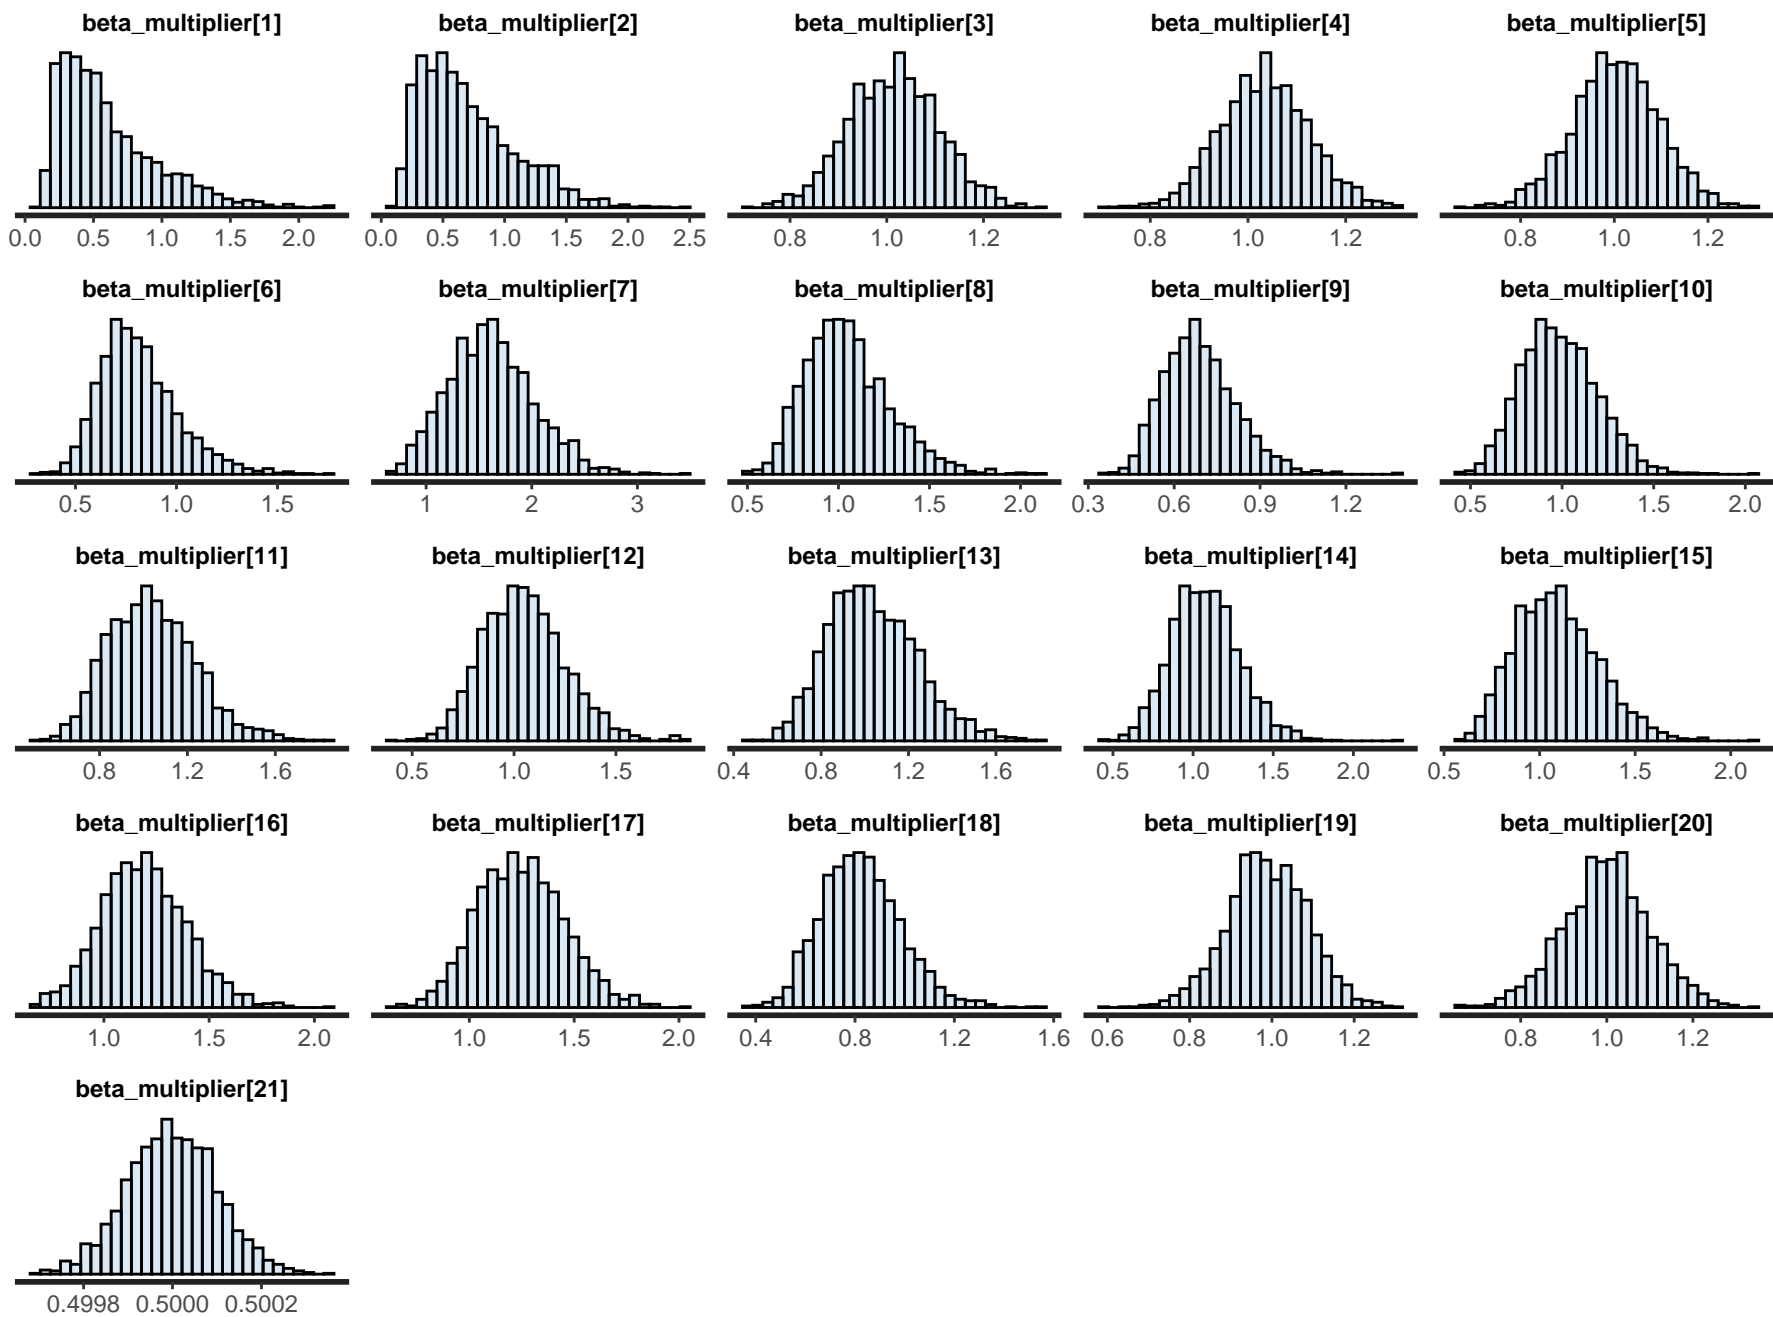 beta_multiplier[1] beta_multiplier[2] beta_multiplier[3] beta_multiplier[4] beta_multiplier[5]
0.0 0.5 1.0 1.5 2.0 0.0 0.5 1.0 1.5 2.0 2.5 0.8 1.0 1.2 0.8 1.0 1.2 0.8 1.0 1.2
beta_multiplier[6] beta_multiplier[7] beta_multiplier[8] beta_multiplier[9] beta_multiplier[10]
0.5 1.0 1.5 1 2 3 0.5 1.0 1.5 2.0 0.3 0.6 0.9 1.2 0.5 1.0 1.5 2.0
beta_multiplier[11] beta_multiplier[12] beta_multiplier[13] beta_multiplier[14] beta_multiplier[15]
0.8 1.2 1.6 0.5 1.0 1.5 0.4 0.8 1.2 1.6 0.5 1.0 1.5 2.0 0.5 1.0 1.5 2.0
beta_multiplier[16] beta_multiplier[17] beta_multiplier[18] beta_multiplier[19] beta_multiplier[20]
1.0 1.5 2.0 1.0 1.5 2.0 0.4 0.8 1.2 1.6 0.6 0.8 1.0 1.2 0.8 1.0 1.2
beta_multiplier[21]
0.4998 0.5000 0.5002